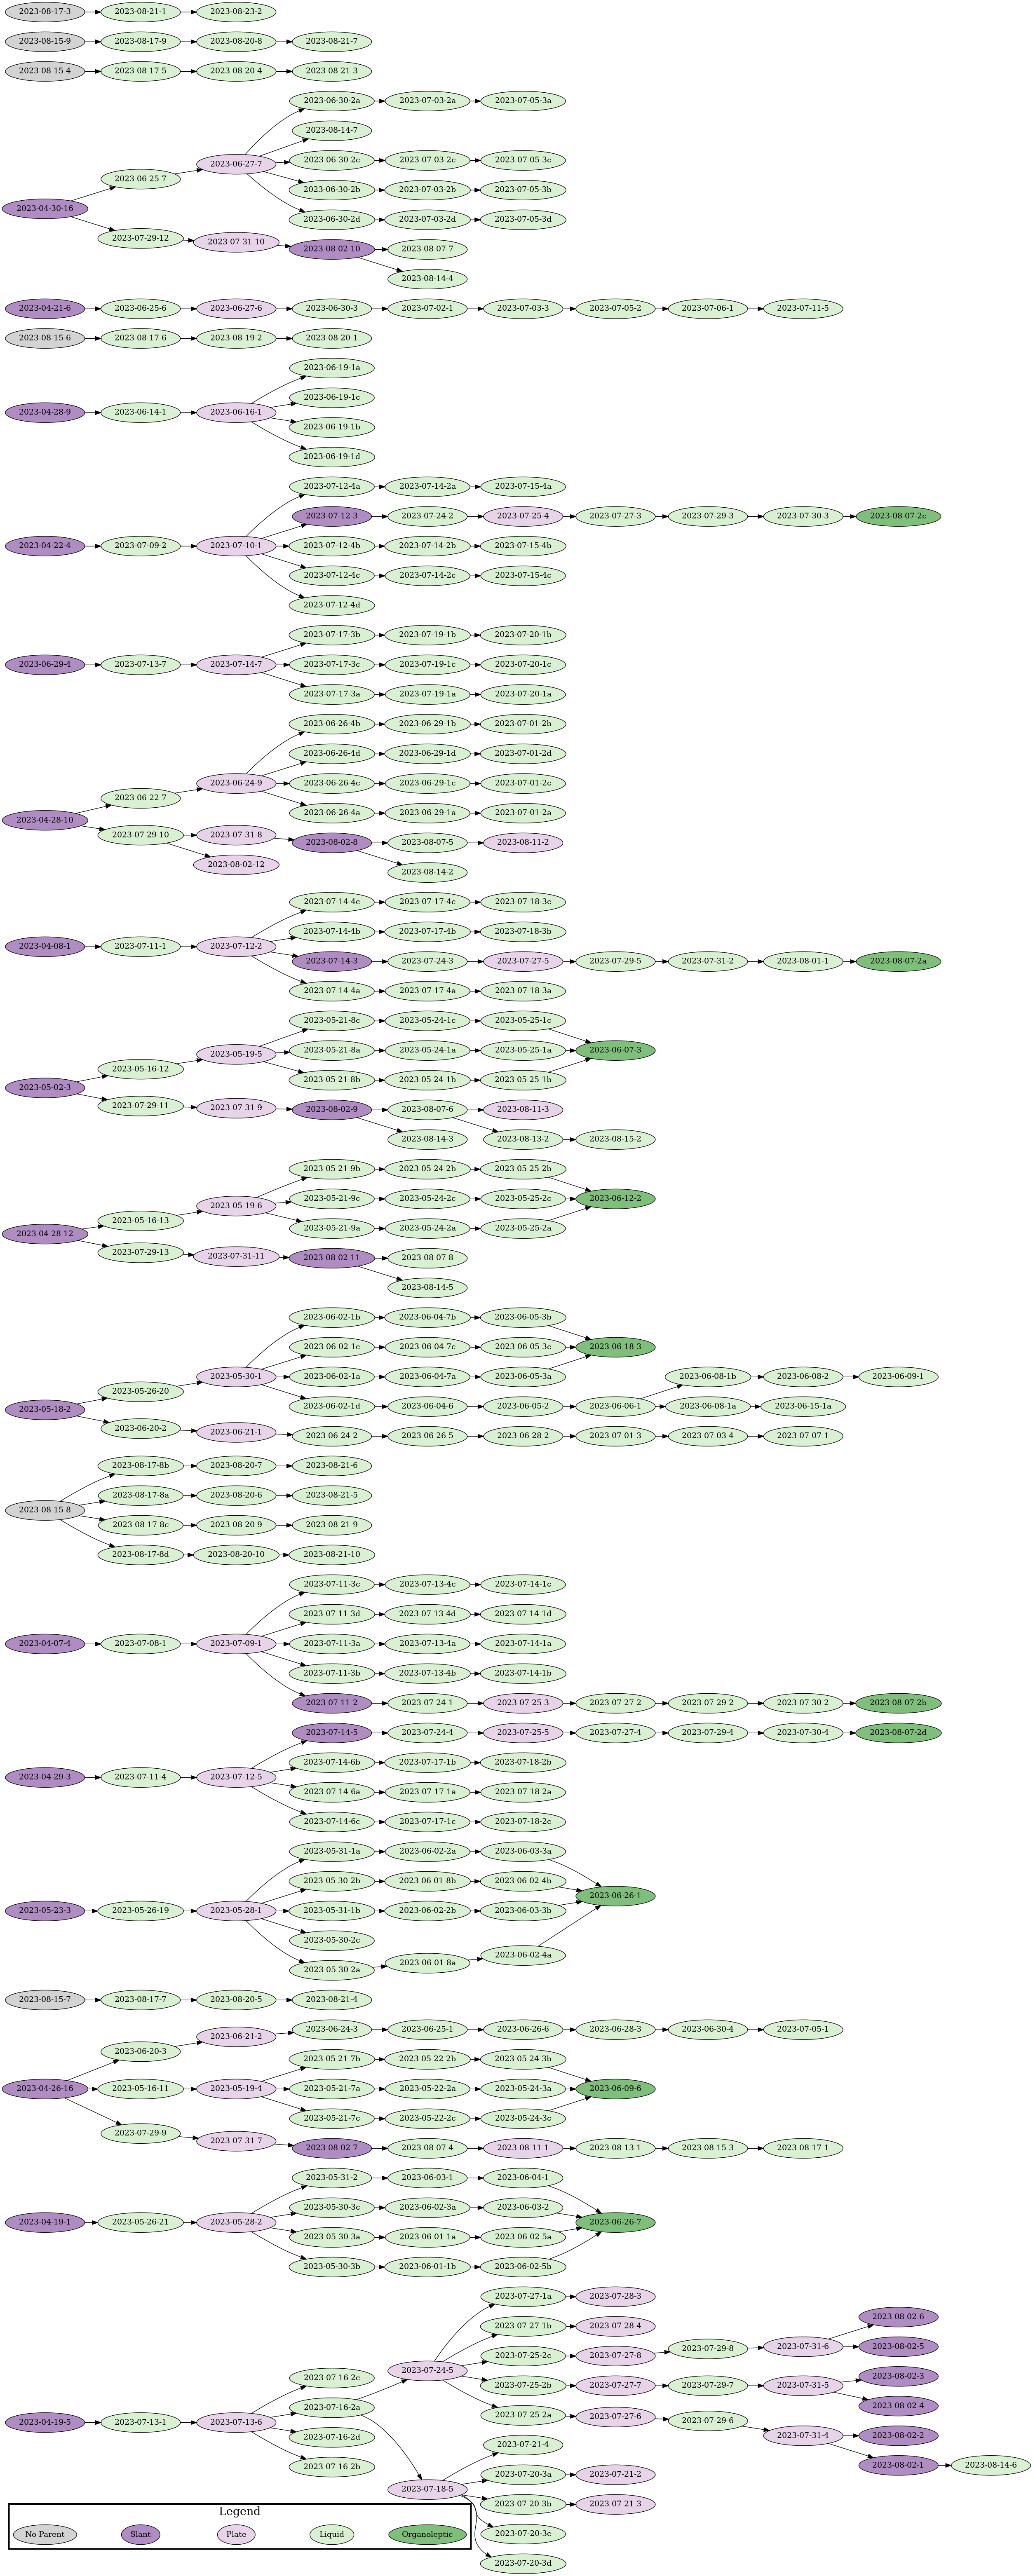 2023-08-17-3 2023-08-21-1 2023-08-23-2
2023-08-15-9 2023-08-17-9 2023-08-20-8 2023-08-21-7
2023-08-15-4 2023-08-17-5 2023-08-20-4 2023-08-21-3
2023-06-30-2a 2023-07-03-2a 2023-07-05-3a
2023-08-14-7
2023-06-27-7 2023-06-30-2c 2023-07-03-2c 2023-07-05-3c
2023-06-25-7 2023-06-30-2b 2023-07-03-2b 2023-07-05-3b
2023-04-30-16 2023-06-30-2d 2023-07-03-2d 2023-07-05-3d
2023-07-29-12 2023-07-31-10 2023-08-02-10 2023-08-07-7
2023-08-14-4
2023-04-21-6 2023-06-25-6 2023-06-27-6 2023-06-30-3 2023-07-02-1 2023-07-03-3 2023-07-05-2 2023-07-06-1 2023-07-11-5
2023-08-15-6 2023-08-17-6 2023-08-19-2 2023-08-20-1
2023-06-19-1a
2023-06-19-1c
2023-04-28-9 2023-06-14-1 2023-06-16-1
2023-06-19-1b
2023-06-19-1d
2023-07-12-4a 2023-07-14-2a 2023-07-15-4a
2023-07-12-3 2023-07-24-2 2023-07-25-4 2023-07-27-3 2023-07-29-3 2023-07-30-3 2023-08-07-2c
2023-04-22-4 2023-07-09-2 2023-07-10-1 2023-07-12-4b 2023-07-14-2b 2023-07-15-4b
2023-07-12-4c 2023-07-14-2c 2023-07-15-4c
2023-07-12-4d
2023-07-17-3b 2023-07-19-1b 2023-07-20-1b
2023-06-29-4 2023-07-13-7 2023-07-14-7 2023-07-17-3c 2023-07-19-1c 2023-07-20-1c
2023-07-17-3a 2023-07-19-1a 2023-07-20-1a
2023-06-26-4b 2023-06-29-1b 2023-07-01-2b
2023-06-26-4d 2023-06-29-1d 2023-07-01-2d
2023-06-24-9 2023-06-26-4c 2023-06-29-1c 2023-07-01-2c
2023-06-22-7
2023-06-26-4a 2023-06-29-1a 2023-07-01-2a
2023-04-28-10
2023-07-29-10 2023-07-31-8 2023-08-02-8 2023-08-07-5 2023-08-11-2
2023-08-02-12 2023-08-14-2
2023-07-14-4c 2023-07-17-4c 2023-07-18-3c
2023-07-14-4b 2023-07-17-4b 2023-07-18-3b
2023-04-08-1 2023-07-11-1 2023-07-12-2
2023-07-14-3 2023-07-24-3 2023-07-27-5 2023-07-29-5 2023-07-31-2 2023-08-01-1 2023-08-07-2a
2023-07-14-4a 2023-07-17-4a 2023-07-18-3a
2023-05-21-8c 2023-05-24-1c 2023-05-25-1c
2023-05-19-5 2023-05-21-8a 2023-05-24-1a 2023-05-25-1a 2023-06-07-3
2023-05-16-12
2023-05-21-8b 2023-05-24-1b 2023-05-25-1b
2023-05-02-3
2023-07-29-11 2023-07-31-9 2023-08-02-9 2023-08-07-6 2023-08-11-3
2023-08-14-3 2023-08-13-2 2023-08-15-2
2023-05-21-9b 2023-05-24-2b 2023-05-25-2b
2023-05-19-6 2023-05-21-9c 2023-05-24-2c 2023-05-25-2c 2023-06-12-2
2023-05-16-13 2023-05-21-9a 2023-05-24-2a 2023-05-25-2a
2023-04-28-12
2023-07-29-13 2023-07-31-11 2023-08-02-11 2023-08-07-8
2023-08-14-5
2023-06-02-1b 2023-06-04-7b 2023-06-05-3b
2023-06-02-1c 2023-06-04-7c 2023-06-05-3c 2023-06-18-3
2023-05-30-1 2023-06-02-1a 2023-06-04-7a 2023-06-05-3a 2023-06-08-1b 2023-06-08-2 2023-06-09-1
2023-05-26-20
2023-05-18-2 2023-06-02-1d 2023-06-04-6 2023-06-05-2 2023-06-06-1 2023-06-08-1a 2023-06-15-1a
2023-06-20-2 2023-06-21-1 2023-06-24-2 2023-06-26-5 2023-06-28-2 2023-07-01-3 2023-07-03-4 2023-07-07-1
2023-08-17-8b 2023-08-20-7 2023-08-21-6
2023-08-17-8a 2023-08-20-6 2023-08-21-5
2023-08-15-8
2023-08-17-8c 2023-08-20-9 2023-08-21-9
2023-08-17-8d 2023-08-20-10 2023-08-21-10
2023-07-11-3c 2023-07-13-4c 2023-07-14-1c
2023-07-11-3d 2023-07-13-4d 2023-07-14-1d
2023-04-07-4 2023-07-08-1 2023-07-09-1 2023-07-11-3a 2023-07-13-4a 2023-07-14-1a
2023-07-11-3b 2023-07-13-4b 2023-07-14-1b
2023-07-11-2 2023-07-24-1 2023-07-25-3 2023-07-27-2 2023-07-29-2 2023-07-30-2 2023-08-07-2b
2023-07-14-5 2023-07-24-4 2023-07-25-5 2023-07-27-4 2023-07-29-4 2023-07-30-4 2023-08-07-2d
2023-07-14-6b 2023-07-17-1b 2023-07-18-2b
2023-04-29-3 2023-07-11-4 2023-07-12-5
2023-07-14-6a 2023-07-17-1a 2023-07-18-2a
2023-07-14-6c 2023-07-17-1c 2023-07-18-2c
2023-05-31-1a 2023-06-02-2a 2023-06-03-3a
2023-05-30-2b 2023-06-01-8b 2023-06-02-4b 2023-06-26-1
2023-05-23-3 2023-05-26-19 2023-05-28-1 2023-05-31-1b 2023-06-02-2b 2023-06-03-3b
2023-05-30-2c
2023-05-30-2a 2023-06-01-8a 2023-06-02-4a
2023-08-15-7 2023-08-17-7 2023-08-20-5 2023-08-21-4
2023-06-20-3 2023-06-21-2 2023-06-24-3 2023-06-25-1 2023-06-26-6 2023-06-28-3 2023-06-30-4 2023-07-05-1
2023-05-21-7b 2023-05-22-2b 2023-05-24-3b
2023-04-26-16 2023-05-16-11 2023-05-19-4 2023-05-21-7a 2023-05-22-2a 2023-05-24-3a 2023-06-09-6
2023-05-21-7c 2023-05-22-2c 2023-05-24-3c
2023-07-29-9 2023-07-31-7 2023-08-02-7 2023-08-07-4 2023-08-11-1 2023-08-13-1 2023-08-15-3 2023-08-17-1
2023-05-31-2 2023-06-03-1 2023-06-04-1
2023-05-30-3c 2023-06-02-3a 2023-06-03-2
2023-04-19-1 2023-05-26-21 2023-05-28-2 2023-06-26-7
2023-05-30-3a 2023-06-01-1a 2023-06-02-5a
2023-05-30-3b 2023-06-01-1b 2023-06-02-5b
2023-07-27-1a 2023-07-28-3
2023-08-02-6
2023-07-27-1b 2023-07-28-4
2023-07-29-8 2023-07-31-6 2023-08-02-5
2023-07-25-2c 2023-07-27-8
2023-07-24-5
2023-07-16-2c 2023-07-25-2b 2023-07-27-7 2023-07-29-7 2023-07-31-5 2023-08-02-3
2023-08-02-4
2023-07-16-2a 2023-07-25-2a 2023-07-27-6 2023-07-29-6
2023-04-19-5 2023-07-13-1 2023-07-13-6
2023-07-16-2d 2023-07-31-4 2023-08-02-2
2023-07-21-4
2023-07-16-2b 2023-08-02-1 2023-08-14-6
2023-07-20-3a 2023-07-21-2
2023-07-18-5
2023-07-20-3b 2023-07-21-3
2023-07-20-3c
2023-07-20-3d
Legend
No Parent Slant Plate Liquid Organoleptic